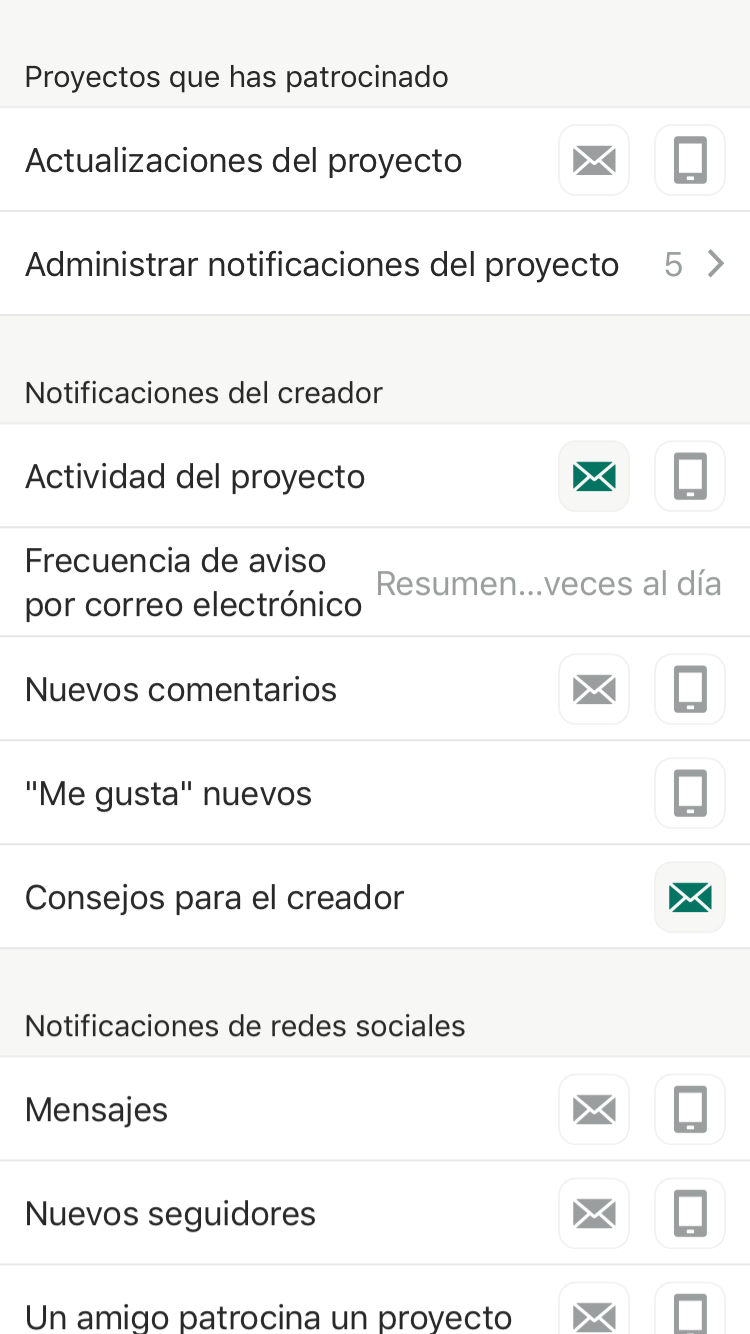 Proyectos que has patrocinado
Actualizaciones del proyecto
Administrar notificaciones del proyecto 5
Notificaciones del creador
Actividad del proyecto
Frecuencia de aviso
por correo electrónico
Resumen...veces al día
Nuevos comentarios
"Me gusta" nuevos
Consejos para el creador
Notificaciones de redes sociales
Mensajes
Nuevos seguidores
Un amigo patrocina un proyecto